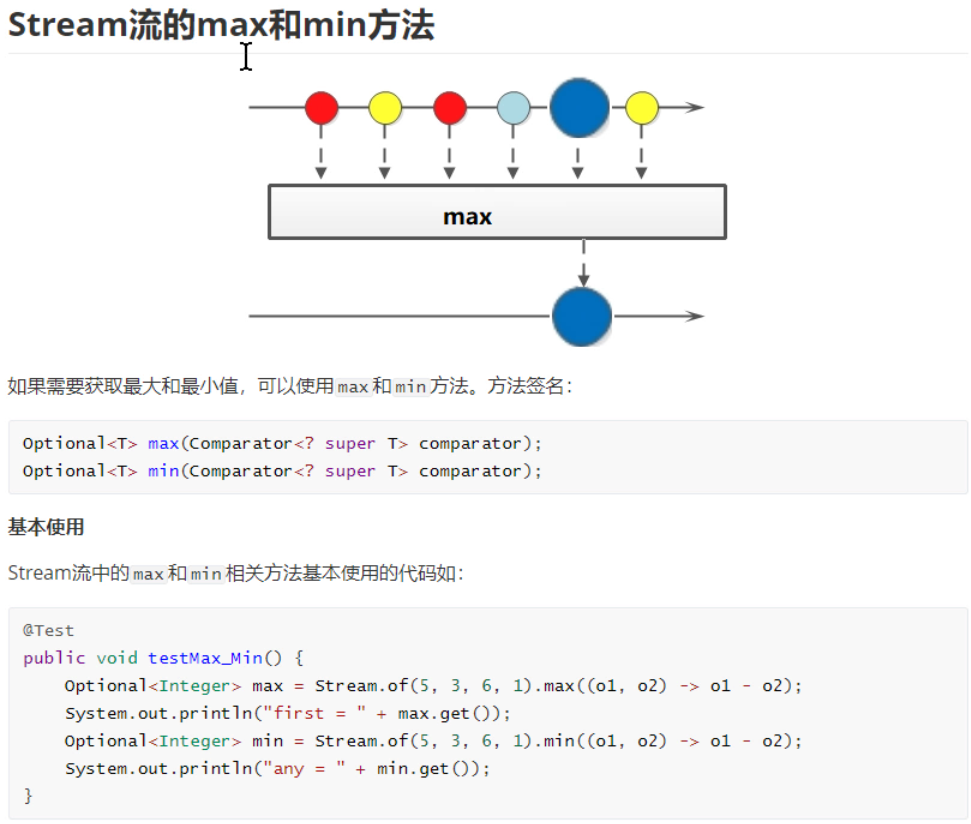 Stream流的max和min方法
max
如果需要获取最大和最小值，可以使用max和min方法。方法签名：
Optional<T> max(Comparator<? super T> comparator);
Optional<T> min(Comparator<? super T> comparator);
基本使用
Stream流中的max和min相关方法基本使用的代码如：
@Test
public void testMax_Min() {
    Optional<Integer> max = Stream.of(5, 3, 6, 1).max((o1, o2) -> o1 - o2);
    System.out.println("first = " + max.get());
    Optional<Integer> min = Stream.of(5, 3, 6, 1).min((o1, o2) -> o1 - o2);
    System.out.println("any = " + min.get());
}